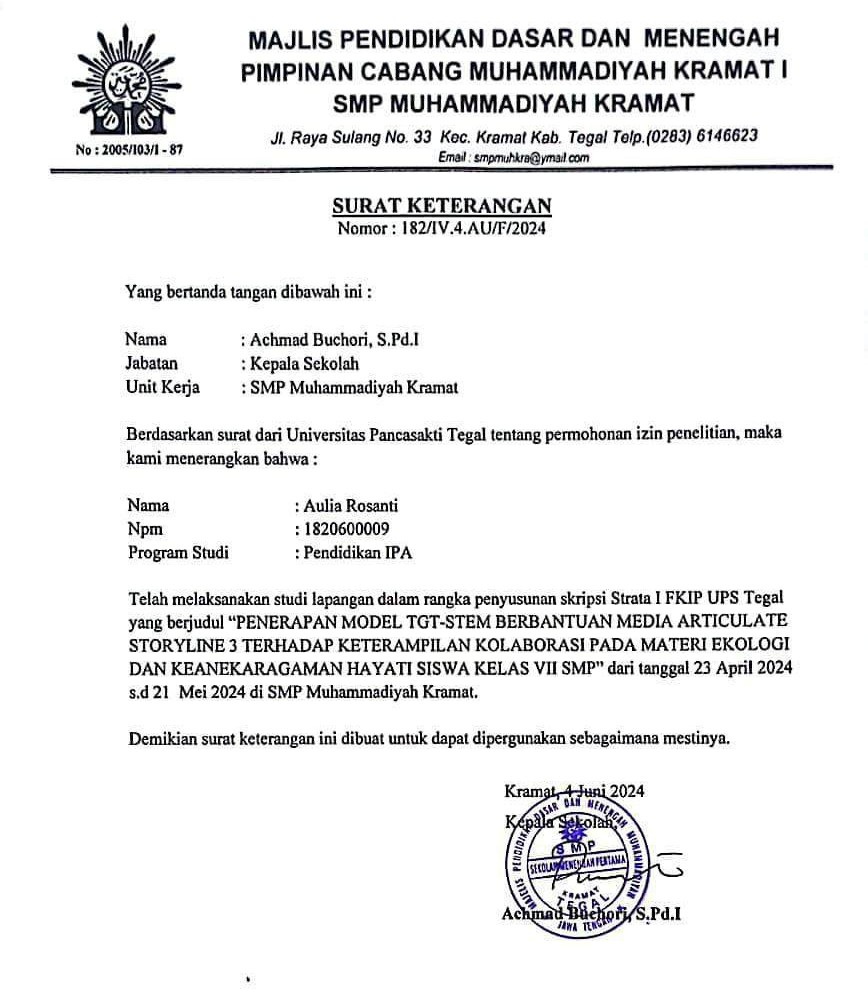 MAJLIS PENDIDIKAN DASAR DAN MENENGAH
PIMPINAN CABANG MUHAMMADIYAH KRAMAT I
SMP MUHAMMADIYAH KRAMAT
Jl. Raya Sulang No. 33 Kec. Kramat Kab. Tegal Telp.(0283) 6146623
Email : smpmuhkra@ymail.com
No : 2005/103/1 - 87
SURAT KETERANGAN
Nomor : 182/IV.4.AU/F/2024
Yang bertanda tangan dibawah ini :
Nama : Achmad Buchori, S.Pd.I
Jabatan : Kepala Sekolah
Unit Kerja : SMP Muhammadiyah Kramat
Berdasarkan surat dari Universitas Pancasakti Tegal tentang permohonan izin penelitian, maka
kami menerangkan bahwa :
Nama : Aulia Rosanti
Npm : 1820600009
Program Studi : Pendidikan IPA
Telah melaksanakan studi lapangan dalam rangka penyusunan skripsi Strata I FKIP UPS Tegal
yang berjudul “PENERAPAN MODEL TGT-STEM BERBANTUAN MEDIA ARTICULATE
STORYLINE 3 TERHADAP KETERAMPILAN KOLABORASI PADA MATERI EKOLOGI
DAN KEANEKARAGAMAN HAYATI SISWA KELAS VII SMP” dari tanggal 23 April 2024
s.d 21 Mei 2024 di SMP Muhammadiyah Kramat.
Demikian surat keterangan ini dibuat untuk dapat dipergunakan sebagaimana mestinya.
Kramat, 4 Juni 2024
Kepala Sekolah,
MAJELIS PENDIDIKAN DASAR DAN MENENGAH MUHAMMADIYAH
SMP
SEKOLAH MENENGAH PERTAMA
KRAMAT
TEGAL
JAWA TENGAH
Achmad Buchori, S.Pd.I